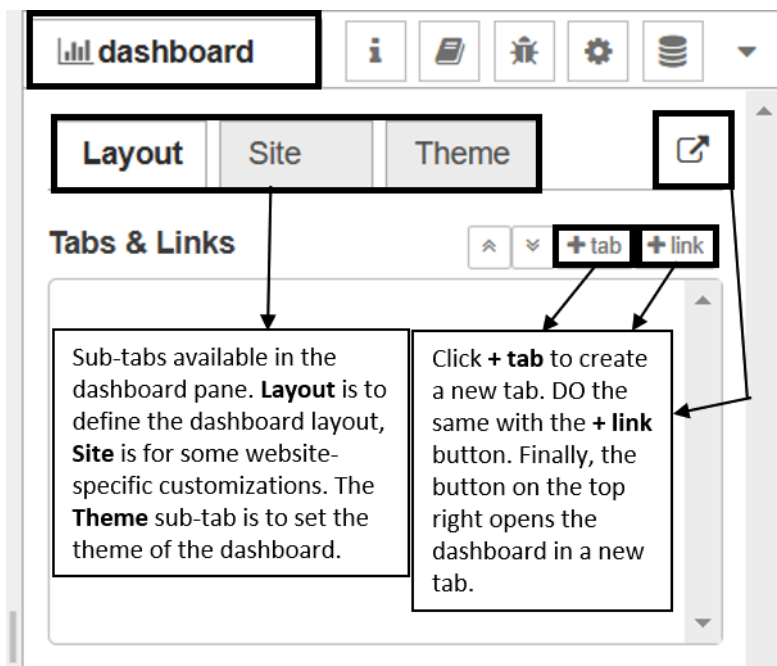 dashboard
Layout Site Theme
Tabs & Links
+ tab + link
Sub-tabs available in the
dashboard pane. Layout is to
define the dashboard layout,
Site is for some website-
specific customizations. The
Theme sub-tab is to set the
theme of the dashboard.
Click + tab to create
a new tab. DO the
same with the + link
button. Finally, the
button on the top
right opens the
dashboard in a new
tab.